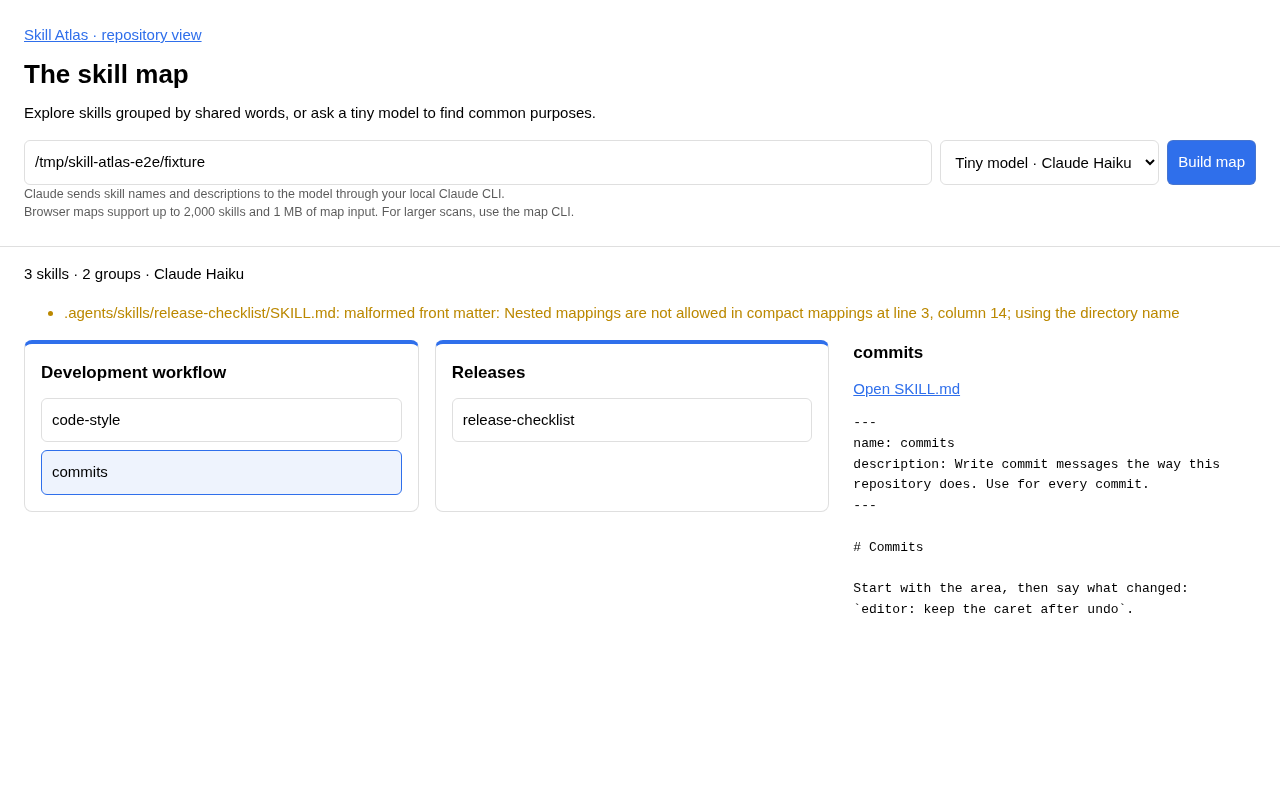 Skill Atlas · repository view
The skill map
Explore skills grouped by shared words, or ask a tiny model to find common purposes.
/tmp/skill-atlas-e2e/fixture
Tiny model · Claude Haiku
Build map
Claude sends skill names and descriptions to the model through your local Claude CLI.
Browser maps support up to 2,000 skills and 1 MB of map input. For larger scans, use the map CLI.
3 skills · 2 groups · Claude Haiku
.agents/skills/release-checklist/SKILL.md: malformed front matter: Nested mappings are not allowed in compact mappings at line 3, column 14; using the directory name
Development workflow
code-style
commits
Releases
release-checklist
commits
Open SKILL.md
---
name: commits
description: Write commit messages the way this
repository does. Use for every commit.
---
# Commits
Start with the area, then say what changed:
`editor: keep the caret after undo`.